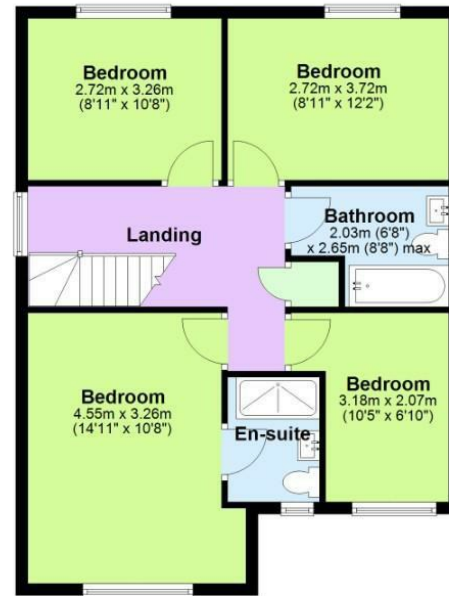 Bedroom
2.72m x 3.26m
(8'11" x 10'8")
Bedroom
2.72m x 3.72m
(8'11" x 12'2")
Landing
Bathroom
2.03m (6'8")
x 2.65m (8'8") max
Bedroom
4.55m x 3.26m
(14'11" x 10'8")
En-suite
Bedroom
3.18m x 2.07m
(10'5" x 6'10")